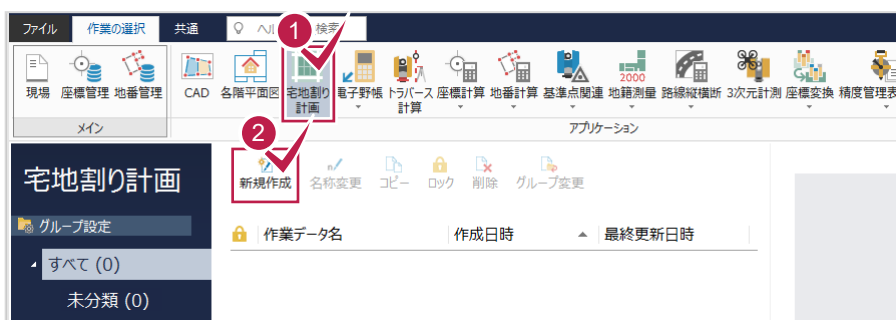 ファイル 作業の選択 共通 検索
1
現場 座標管理 地番管理 CAD 各階平面図 宅地割り計画 電子野帳 トラバース計算 座標計算 地番計算 基準点関連 地籍測量 路線縦横断 3次元計測 座標変換 精度管理表
2000
メイン アプリケーション
2
宅地割り計画
新規作成 名称変更 コピー ロック 削除 グループ変更
グループ設定
作業データ名 作成日時 最終更新日時
すべて (0)
未分類 (0)